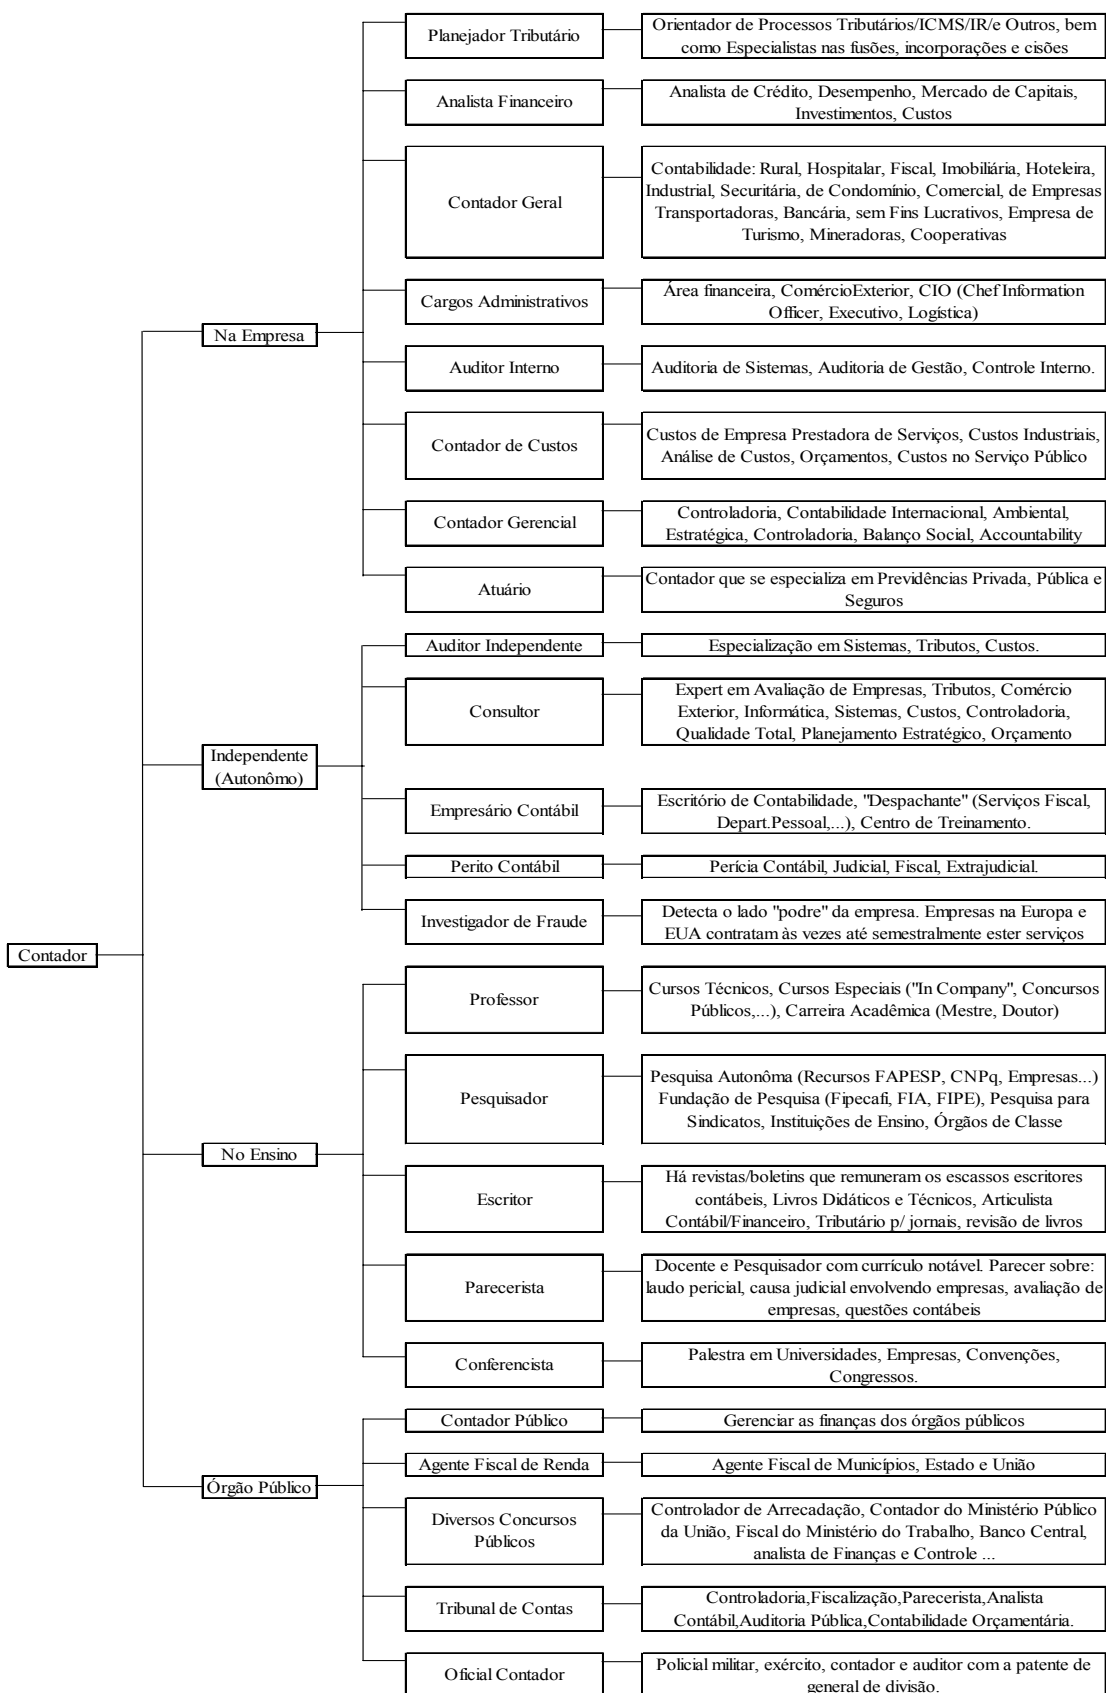 Planejador Tributário
Orientador de Processos Tributários/ICMS/IR/e Outros, bem
como Especialistas nas fusões, incorporações e cisões
Analista Financeiro
Analista de Crédito, Desempenho, Mercado de Capitais,
Investimentos, Custos
Contador Geral
Contabilidade: Rural, Hospitalar, Fiscal, Imobiliária, Hoteleira,
Industrial, Securitária, de Condomínio, Comercial, de Empresas
Transportadoras, Bancária, sem Fins Lucrativos, Empresa de
Turismo, Mineradoras, Cooperativas
Cargos Administrativos
Área financeira, ComércioExterior, CIO (Chef Information
Officer, Executivo, Logística)
Na Empresa
Auditor Interno
Auditoria de Sistemas, Auditoria de Gestão, Controle Interno.
Contador de Custos
Custos de Empresa Prestadora de Serviços, Custos Industriais,
Análise de Custos, Orçamentos, Custos no Serviço Público
Contador Gerencial
Controladoria, Contabilidade Internacional, Ambiental,
Estratégica, Controladoria, Balanço Social, Accountability
Atuário
Contador que se especializa em Previdências Privada, Pública e
Seguros
Auditor Independente
Especialização em Sistemas, Tributos, Custos.
Consultor
Expert em Avaliação de Empresas, Tributos, Comércio
Exterior, Informática, Sistemas, Custos, Controladoria,
Qualidade Total, Planejamento Estratégico, Orçamento
Independente
(Autonômo)
Empresário Contábil
Escritório de Contabilidade, "Despachante" (Serviços Fiscal,
Depart.Pessoal,...), Centro de Treinamento.
Perito Contábil
Perícia Contábil, Judicial, Fiscal, Extrajudicial.
Investigador de Fraude
Detecta o lado "podre" da empresa. Empresas na Europa e
EUA contratam às vezes até semestralmente ester serviços
Contador
Professor
Cursos Técnicos, Cursos Especiais ("In Company", Concursos
Públicos,...), Carreira Acadêmica (Mestre, Doutor)
Pesquisador
Pesquisa Autonôma (Recursos FAPESP, CNPq, Empresas...)
Fundação de Pesquisa (Fipecafi, FIA, FIPE), Pesquisa para
Sindicatos, Instituições de Ensino, Órgãos de Classe
No Ensino
Escritor
Há revistas/boletins que remuneram os escassos escritores
contábeis, Livros Didáticos e Técnicos, Articulista
Contábil/Financeiro, Tributário p/ jornais, revisão de livros
Parecerista
Docente e Pesquisador com currículo notável. Parecer sobre:
laudo pericial, causa judicial envolvendo empresas, avaliação de
empresas, questões contábeis
Conferencista
Palestra em Universidades, Empresas, Convenções,
Congressos.
Contador Público
Gerenciar as finanças dos órgãos públicos
Agente Fiscal de Renda
Agente Fiscal de Municípios, Estado e União
Órgão Público
Diversos Concursos
Públicos
Controlador de Arrecadação, Contador do Ministério Público
da União, Fiscal do Ministério do Trabalho, Banco Central,
analista de Finanças e Controle ...
Tribunal de Contas
Controladoria,Fiscalização,Parecerista,Analista
Contábil,Auditoria Pública,Contabilidade Orçamentária.
Oficial Contador
Policial militar, exército, contador e auditor com a patente de
general de divisão.